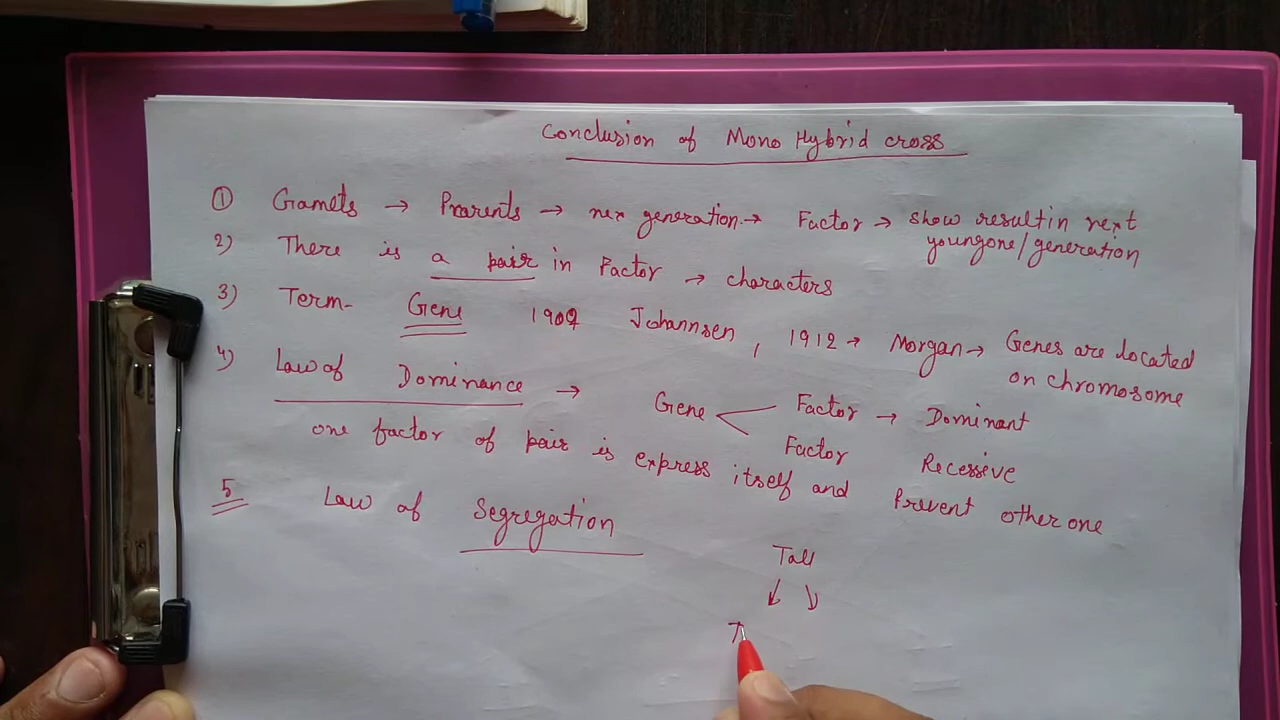 Conclusion of Mono Hybrid cross
① Gamets → Prarents → nex generation → Factor → show result in next
youngone/generation
2) There is a pair in Factor → characters
3) Term- Gene 1909 Johannsen, 1912 → Morgan → Genes are located
on chromosome
4) Law of Dominance → Gene Factor → Dominant
Factor Recessive
one factor of pair is express itself and Prevent other one
5 Law of Segregation
Tall
T